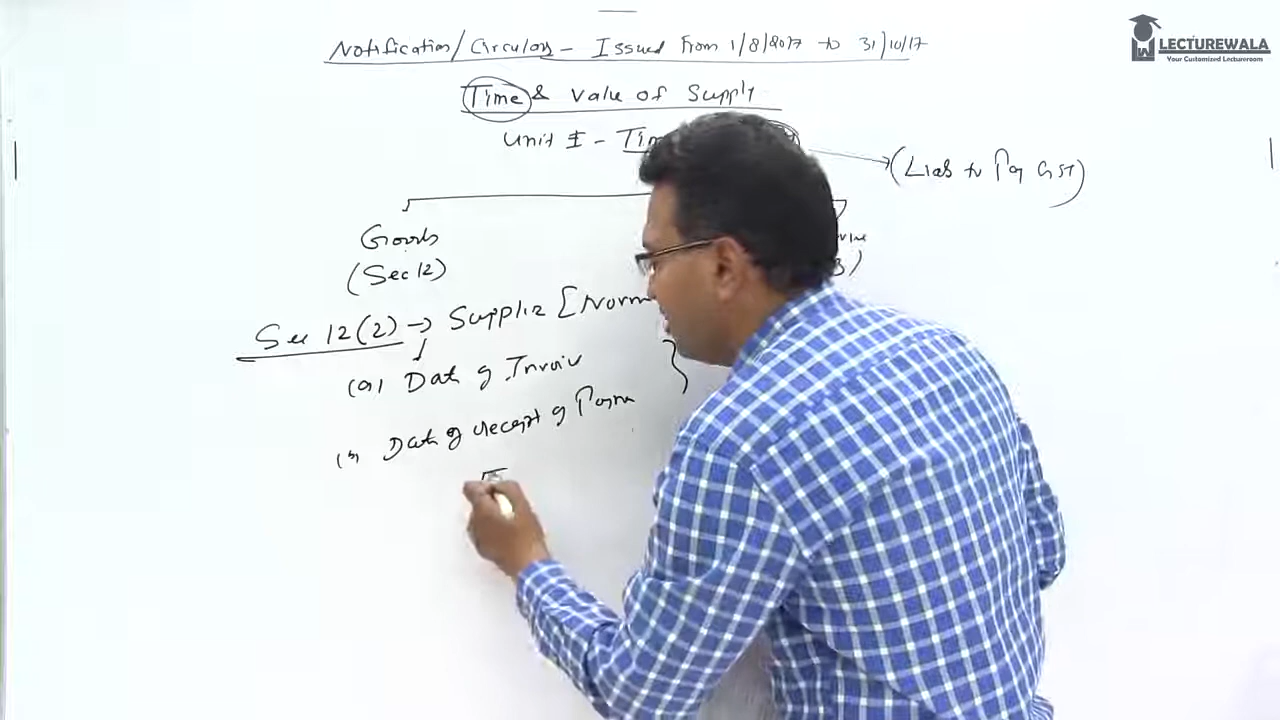 Notification/Circulars - Issued from 1/8/2017 to 31/10/17
LECTUREWALA
Your Customized Lectureroom
Time & Value of Supply
Unit I - Tim
(Liab to Pay GST)
Goods
(Sec 12)
Sec 12(2) → Supplie [Norm
(a) Date of Invoic
Date of receipt of Paym